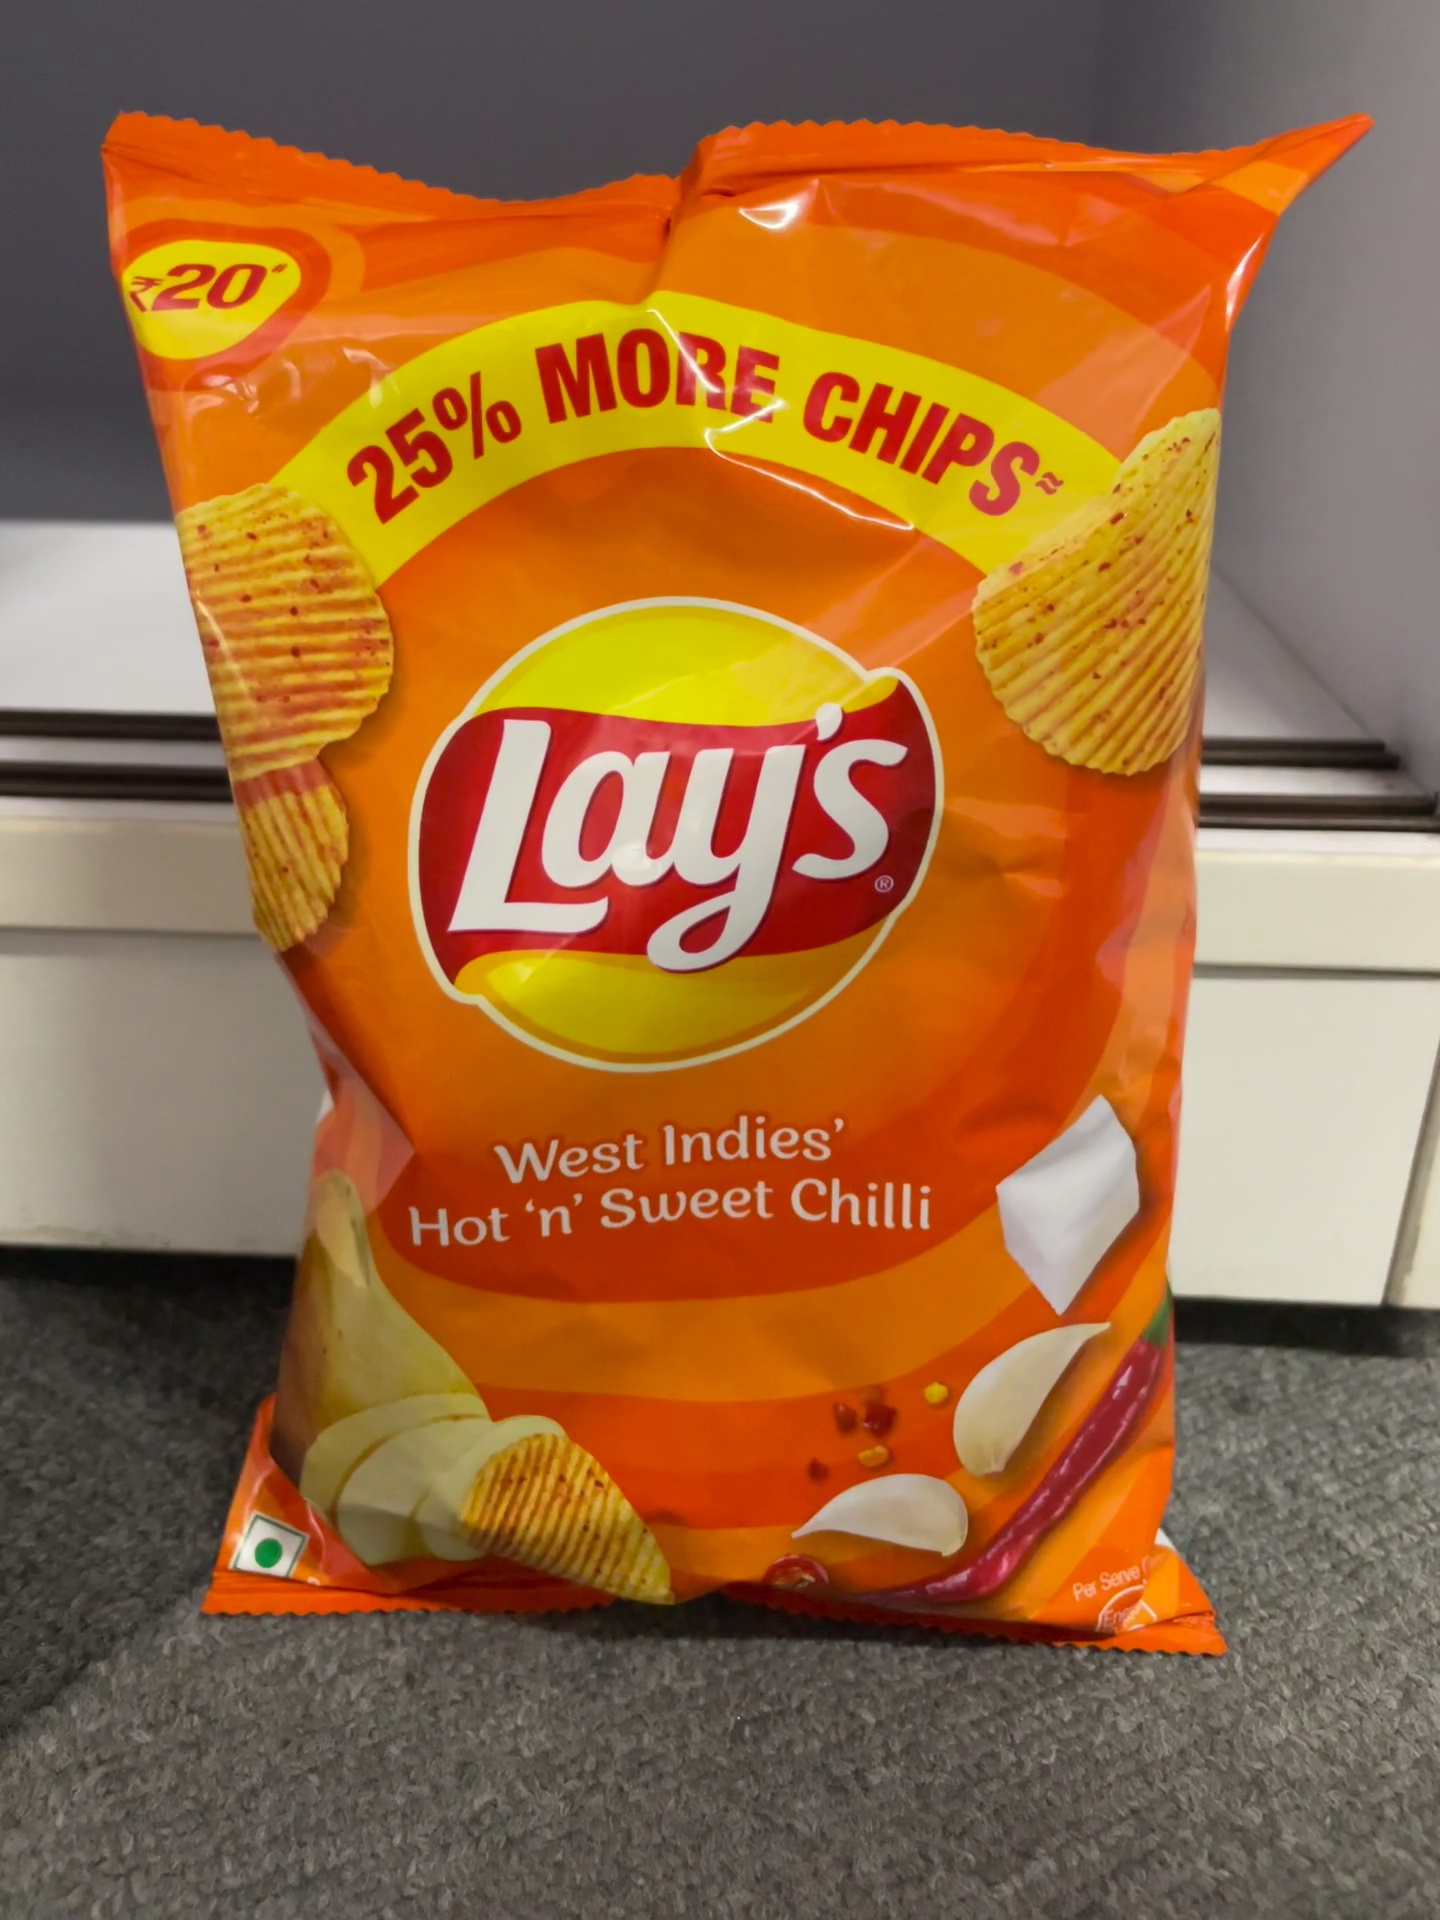 ₹20#
25% MORE CHIPS≈
Lay's®
West Indies'
Hot 'n' Sweet Chilli
Per Serve